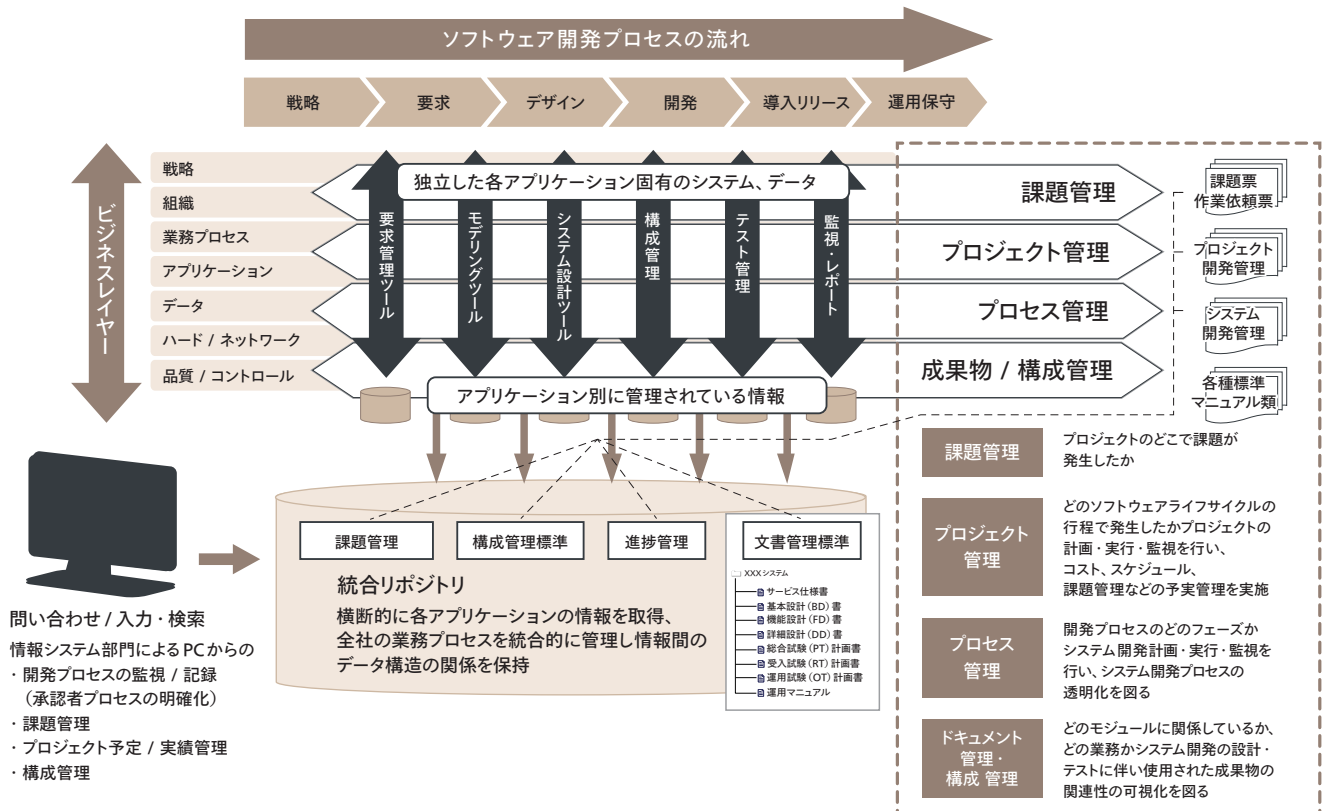 ソフトウェア開発プロセスの流れ
戦略
要求
デザイン
開発
導入リリース
運用保守
ビジネスレイヤー
戦略
組織
業務プロセス
アプリケーション
データ
ハード / ネットワーク
品質 / コントロール
独立した各アプリケーション固有のシステム、データ
要求管理ツール
モデリングツール
システム設計ツール
構成管理
テスト管理
監視・レポート
アプリケーション別に管理されている情報
課題管理
プロジェクト管理
プロセス管理
成果物 / 構成管理
課題票
作業依頼票
プロジェクト
開発管理
システム
開発管理
各種標準
マニュアル類
課題管理
プロジェクトのどこで課題が
発生したか
プロジェクト
管理
どのソフトウェアライフサイクルの
行程で発生したかプロジェクトの
計画・実行・監視を行い、
コスト、スケジュール、
課題管理などの予実管理を実施
プロセス
管理
開発プロセスのどのフェーズか
システム開発計画・実行・監視を
行い、システム開発プロセスの
透明化を図る
ドキュメント
管理・
構成 管理
どのモジュールに関係しているか、
どの業務かシステム開発の設計・
テストに伴い使用された成果物の
関連性の可視化を図る
課題管理
構成管理標準
進捗管理
文書管理標準
統合リポジトリ
横断的に各アプリケーションの情報を取得、
全社の業務プロセスを統合的に管理し情報間の
データ構造の関係を保持
XXX システム
サービス仕様書
基本設計（BD）書
機能設計（FD）書
詳細設計（DD）書
総合試験（PT）計画書
受入試験（RT）計画書
運用試験（OT）計画書
運用マニュアル
問い合わせ / 入力・検索
情報システム部門によるPCからの
・開発プロセスの監視 / 記録
（承認者プロセスの明確化）
・課題管理
・プロジェクト予定 / 実績管理
・構成管理